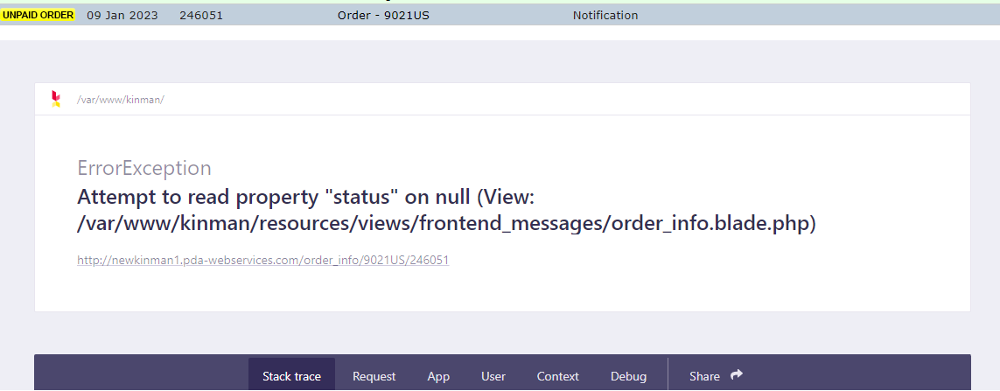 UNPAID ORDER 09 Jan 2023 246051 Order - 9021US Notification
/var/www/kinman/
ErrorException
Attempt to read property "status" on null (View:
/var/www/kinman/resources/views/frontend_messages/order_info.blade.php)
http://newkinman1.pda-webservices.com/order_info/9021US/246051
Stack trace Request App User Context Debug Share